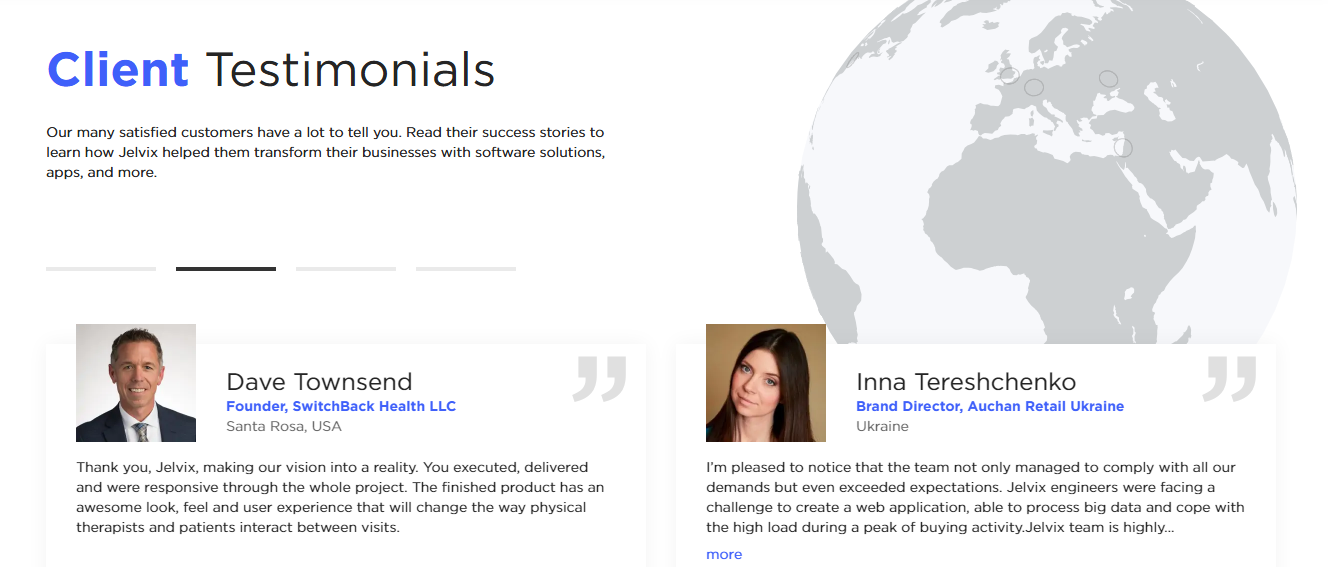 Client Testimonials
Our many satisfied customers have a lot to tell you. Read their success stories to
learn how Jelvix helped them transform their businesses with software solutions,
apps, and more.
Dave Townsend
Founder, SwitchBack Health LLC
Santa Rosa, USA
Thank you, Jelvix, making our vision into a reality. You executed, delivered
and were responsive through the whole project. The finished product has an
awesome look, feel and user experience that will change the way physical
therapists and patients interact between visits.
Inna Tereshchenko
Brand Director, Auchan Retail Ukraine
Ukraine
I'm pleased to notice that the team not only managed to comply with all our
demands but even exceeded expectations. Jelvix engineers were facing a
challenge to create a web application, able to process big data and cope with
the high load during a peak of buying activity.Jelvix team is highly...
more